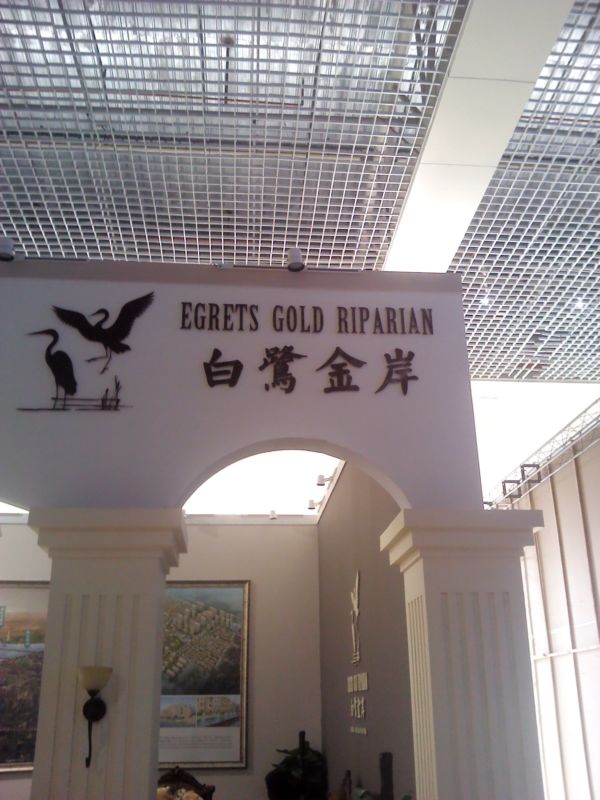 EGRETS GOLD RIPARIAN
白鹭金岸